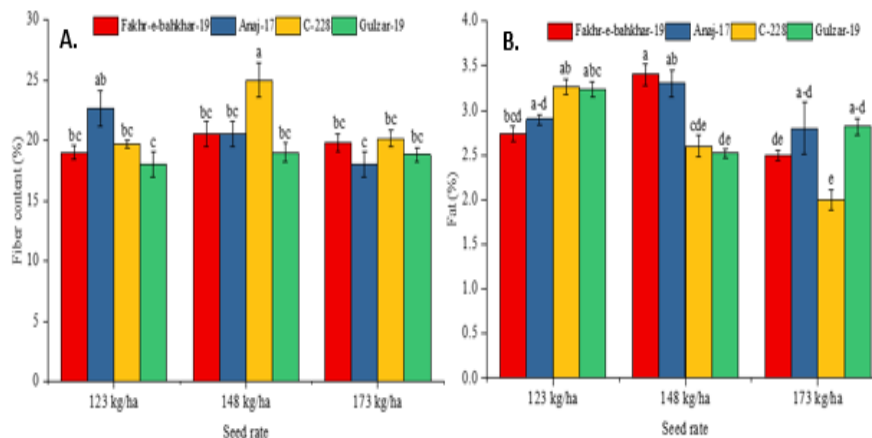 A.
Fakhr-e-bahkhar-19 Anaj-17 C-228 Gulzar-19
Fiber content (%)
30
25
20
15
10
5
0
bc ab bc c
bc bc a bc
bc c bc bc
123 kg/ha 148 kg/ha 173 kg/ha
Seed rate
B.
Fakhr-e-bahkhar-19 Anaj-17 C-228 Gulzar-19
Fat (%)
4.0
3.5
3.0
2.5
2.0
1.5
1.0
0.5
0.0
bcd a-d ab abc
a ab cde de
de a-d e a-d
123 kg/ha 148 kg/ha 173 kg/ha
Seed rate